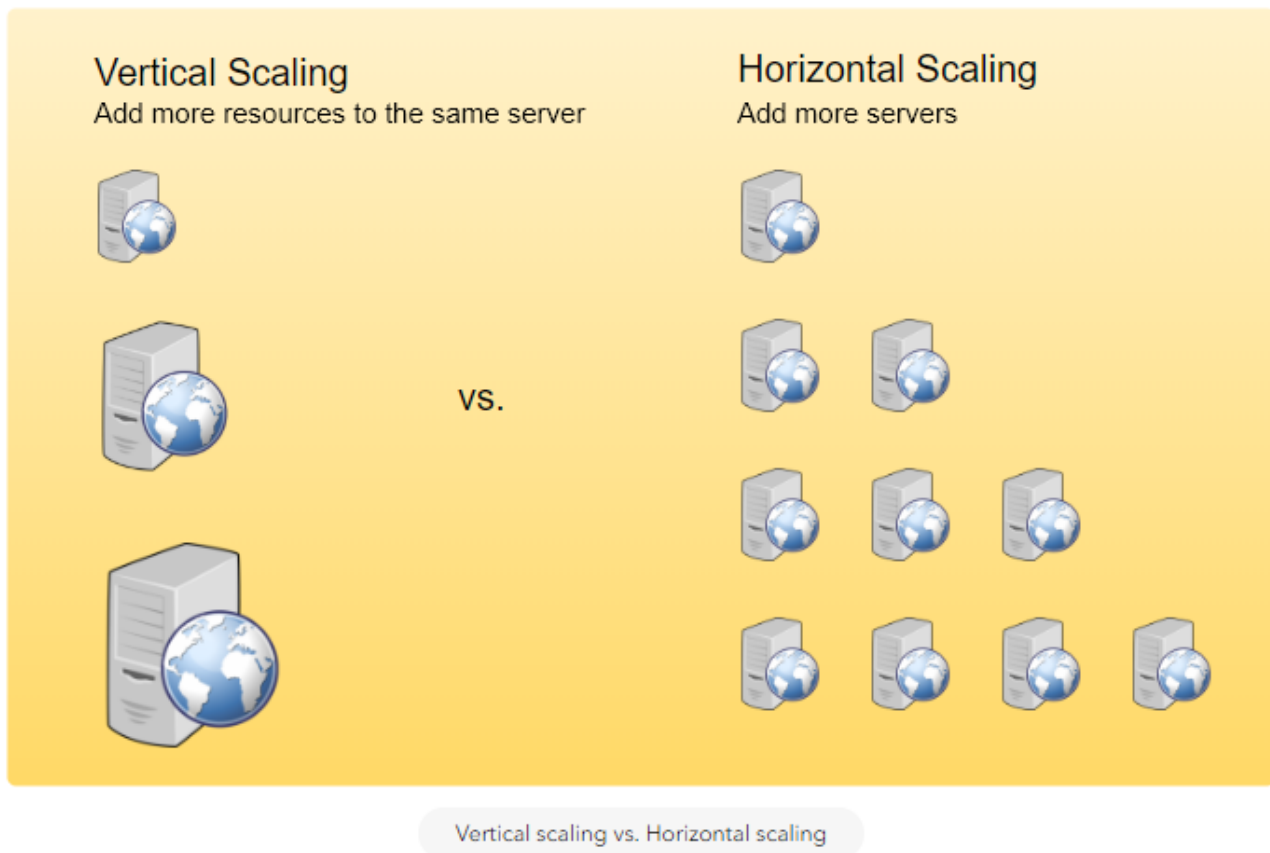 Vertical Scaling
Add more resources to the same server
Horizontal Scaling
Add more servers
vs.
Vertical scaling vs. Horizontal scaling